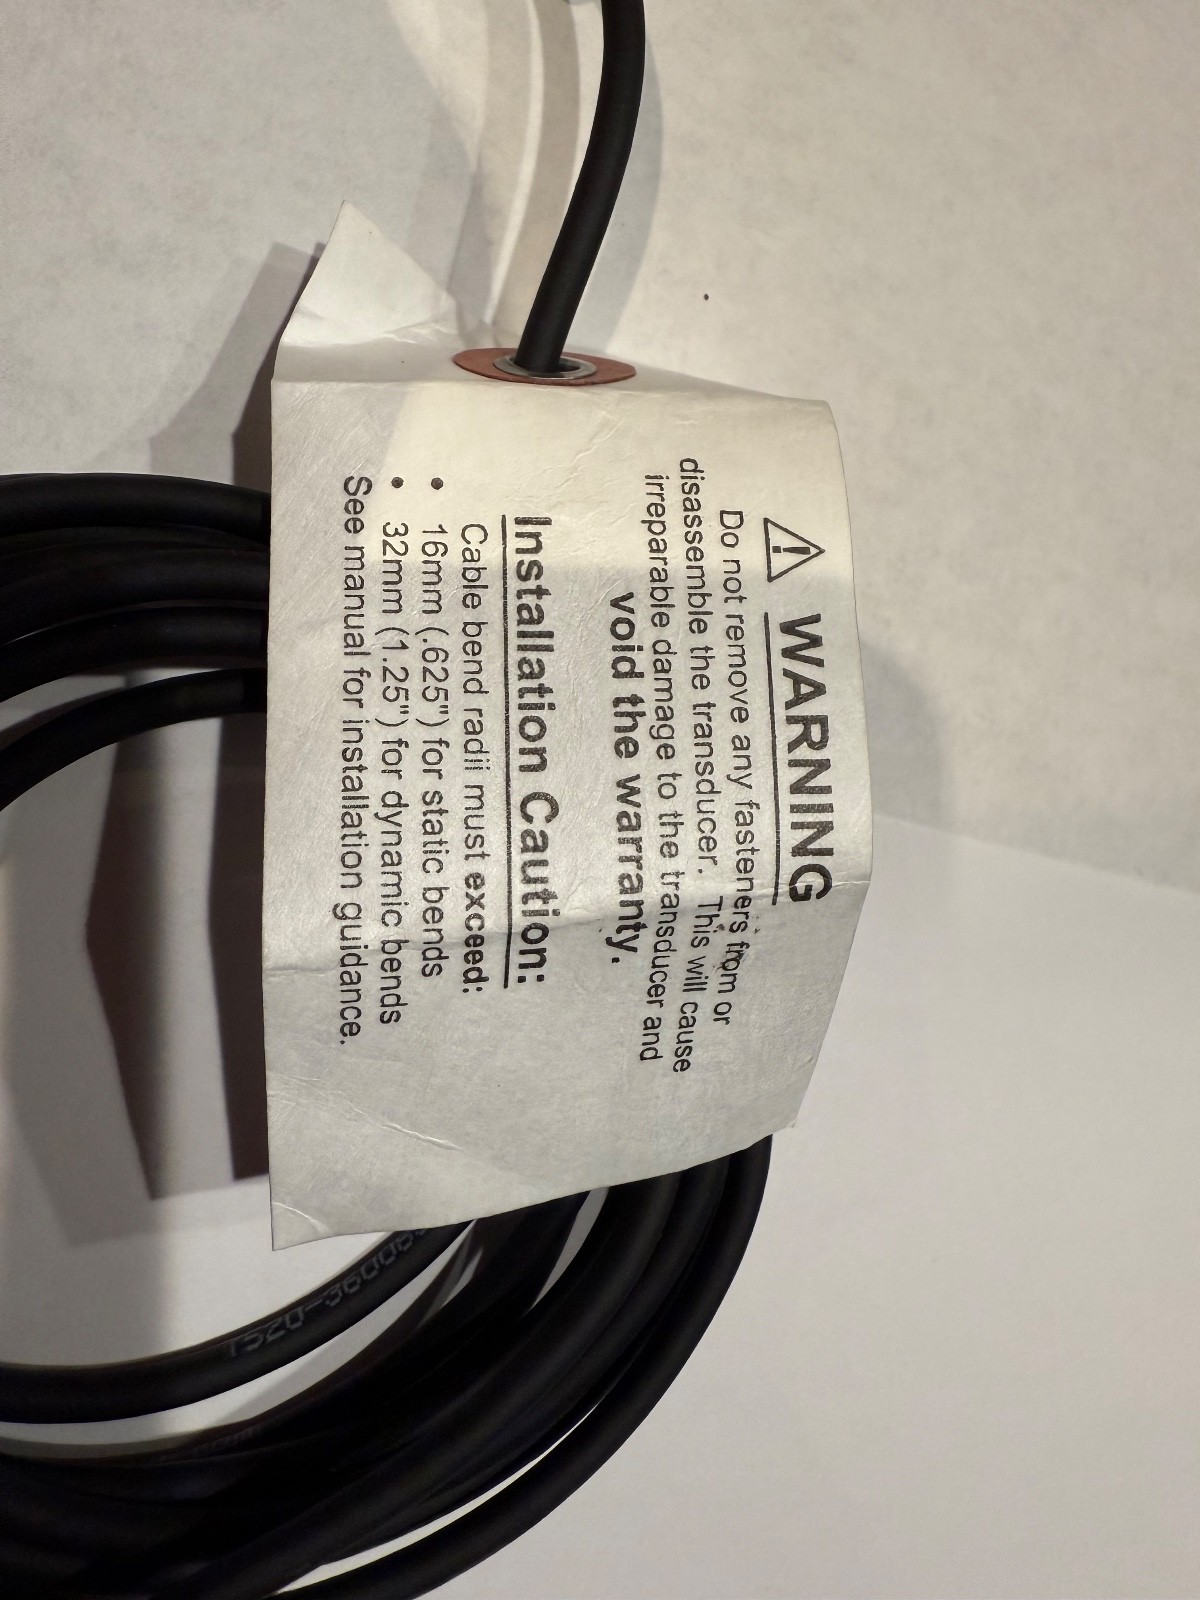 WARNING
Do not remove any fasteners from or
disassemble the transducer. This will cause
irreparable damage to the transducer and
void the warranty.
Installation Caution:
Cable bend radii must exceed:
• 16mm (.625") for static bends
• 32mm (1.25") for dynamic bends
See manual for installation guidance.